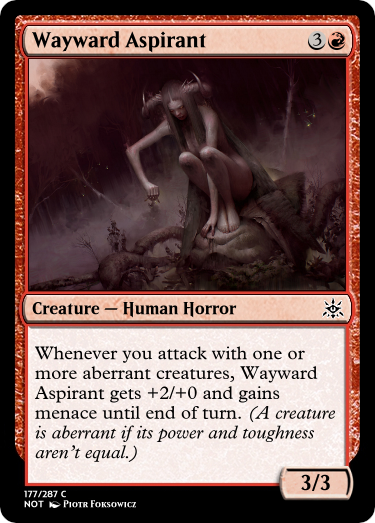 Wayward Aspirant 3
Creature — Human Horror
Whenever you attack with one or
more aberrant creatures, Wayward
Aspirant gets +2/+0 and gains
menace until end of turn. (A creature
is aberrant if its power and toughness
aren't equal.)
3/3
177/287 C
NOT Piotr Foksowicz